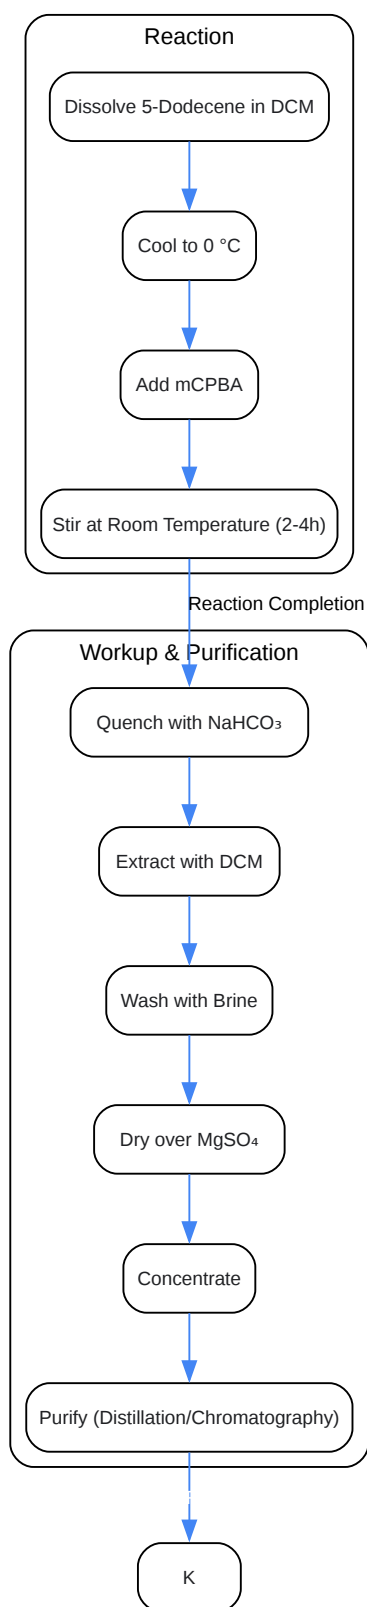 Reaction
Dissolve 5-Dodecene in DCM
Cool to 0 °C
Add mCPBA
Stir at Room Temperature (2-4h)
Reaction Completion
Workup & Purification
Quench with NaHCO₃
Extract with DCM
Wash with Brine
Dry over MgSO₄
Concentrate
Purify (Distillation/Chromatography)
K